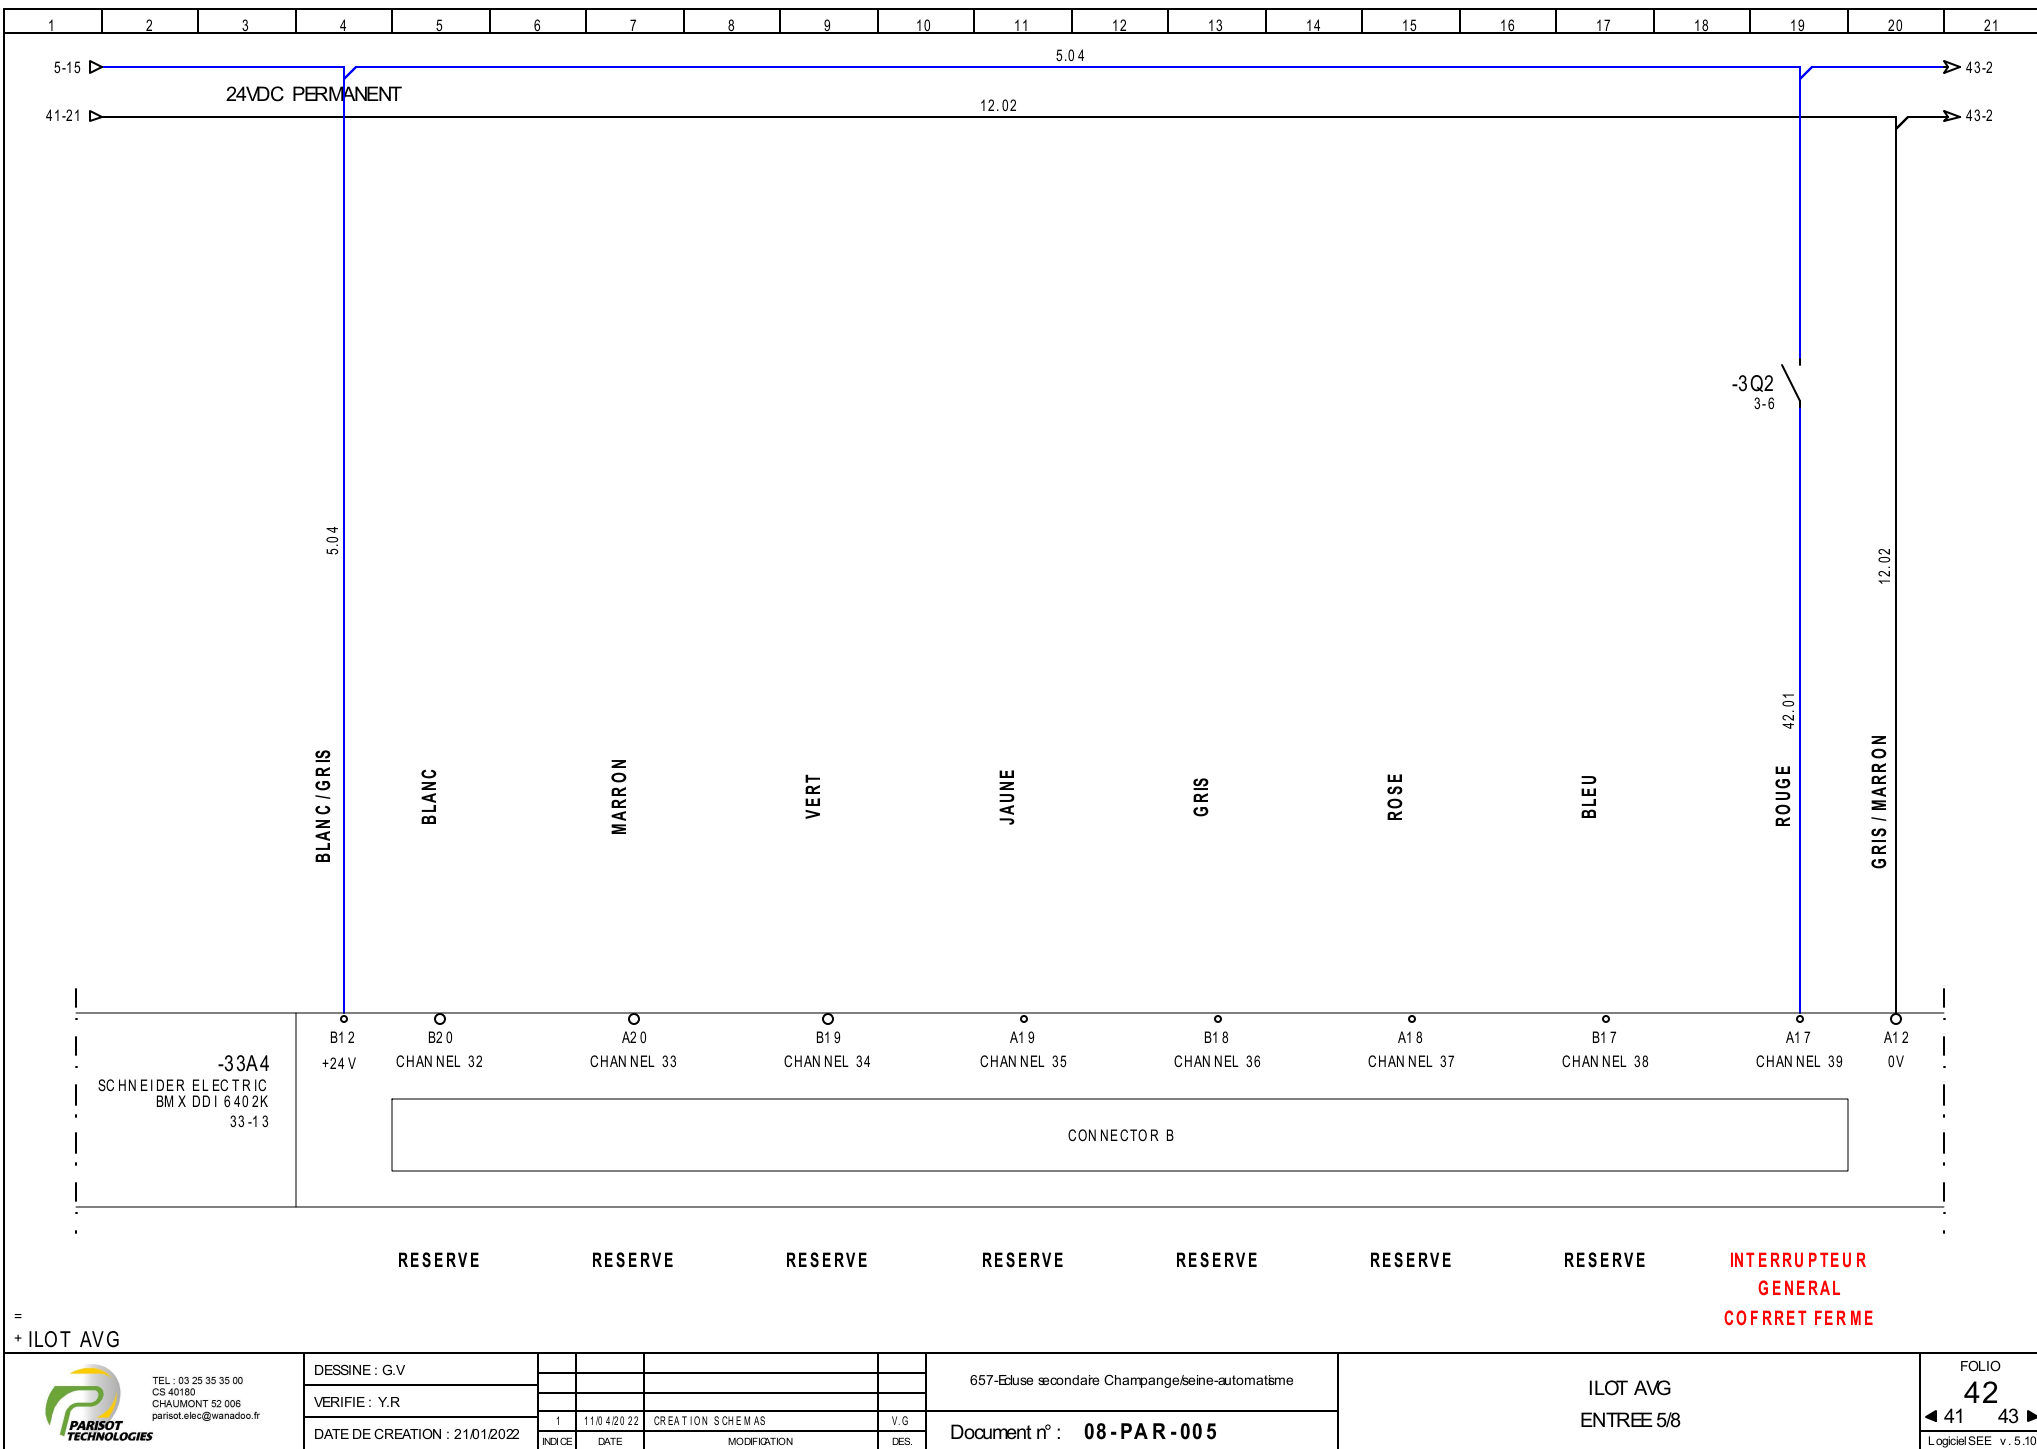 1 2 3 4 5 6 7 8 9 10 11 12 13 14 15 16 17 18 19 20 21
5-15 5.04 43-2
24VDC PERMANENT
41-21 12.02 43-2
-3Q2
3-6
5.04
12.02
42.01
BLANC/GRIS BLANC MARRON VERT JAUNE GRIS ROSE BLEU ROUGE GRIS/MARRON
B12 B20 A20 B19 A19 B18 A18 B17 A17 A12
+24V CHANNEL 32 CHANNEL 33 CHANNEL 34 CHANNEL 35 CHANNEL 36 CHANNEL 37 CHANNEL 38 CHANNEL 39 0V
-33A4
SCHNEIDER ELECTRIC
BMX DDI 6402K
33-13
CONNECTOR B
RESERVE RESERVE RESERVE RESERVE RESERVE RESERVE RESERVE INTERRUPTEUR
GENERAL
COFRRET FERME
=
+ ILOT AVG
PARISOT
TECHNOLOGIES
TEL : 03 25 35 35 00
CS 40180
CHAUMONT 52 006
parisot.elec@wanadoo.fr
DESSINE : G.V
VERIFIE : Y.R
DATE DE CREATION : 21/01/2022
1 11/04/2022 CREATION SCHEMAS V.G
INDICE DATE MODIFICATION DES.
657-Ecluse secondaire Champange/seine-automatisme
Document n° : 08-PAR-005
ILOT AVG
ENTREE 5/8
FOLIO
42
41 43
Logiciel SEE v.5.10